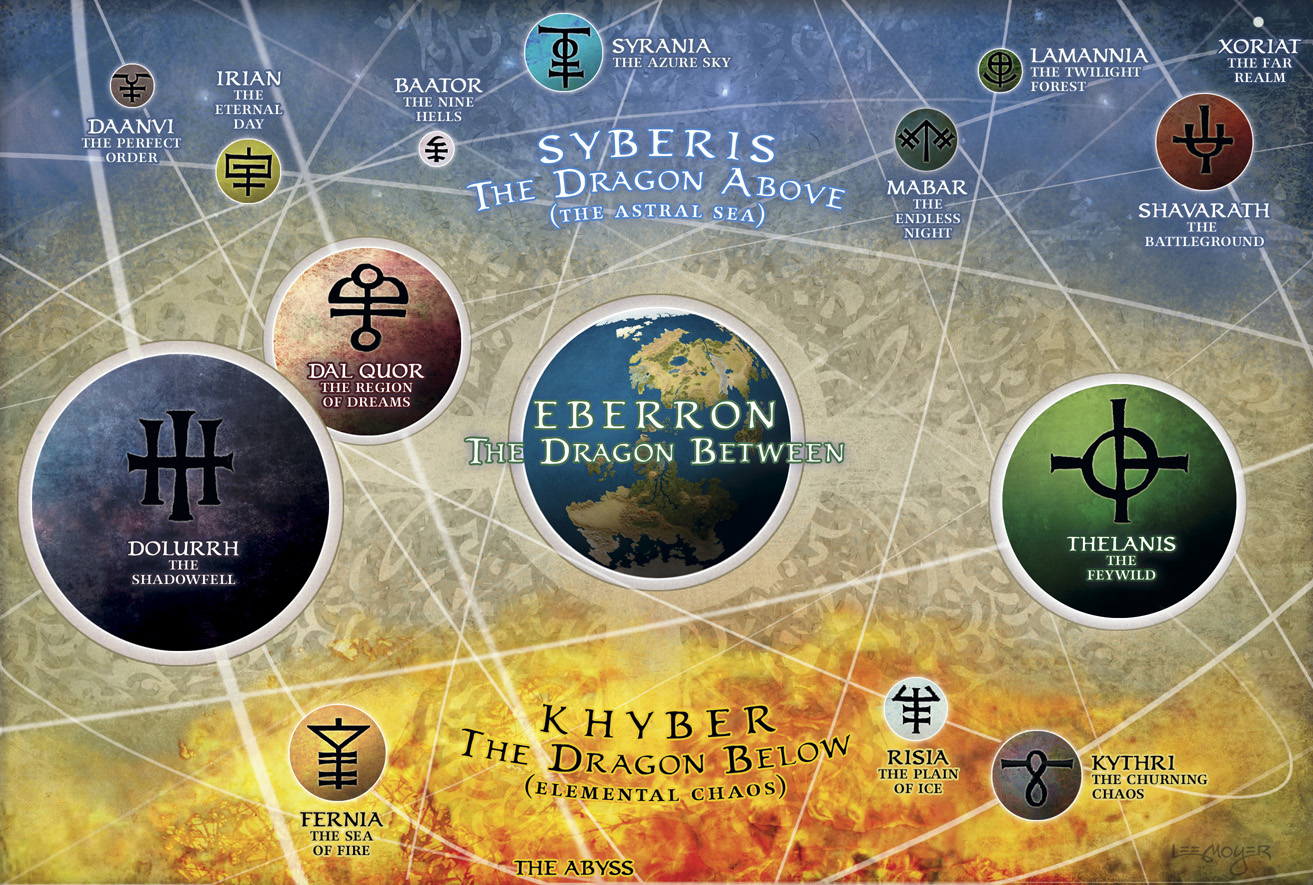 SYRANIA
THE AZURE SKY
LAMANNIA
THE TWILIGHT
FOREST
XORIAT
THE FAR
REALM
IRIAN
THE
ETERNAL
DAY
BAATOR
THE NINE
HELLS
DAANVI
THE PERFECT
ORDER
SYBERIS
THE DRAGON ABOVE
(THE ASTRAL SEA)
MABAR
THE
ENDLESS
NIGHT
SHAVARATH
THE
BATTLEGROUND
DAL QUOR
THE REGION
OF DREAMS
EBERRON
THE DRAGON BETWEEN
DOLURRH
THE
SHADOWFELL
THELANIS
THE
FEYWILD
KHYBER
THE DRAGON BELOW
(ELEMENTAL CHAOS)
RISIA
THE PLAIN
OF ICE
KYTHRI
THE CHURNING
CHAOS
FERNIA
THE SEA
OF FIRE
THE ABYSS
LEE MOYER